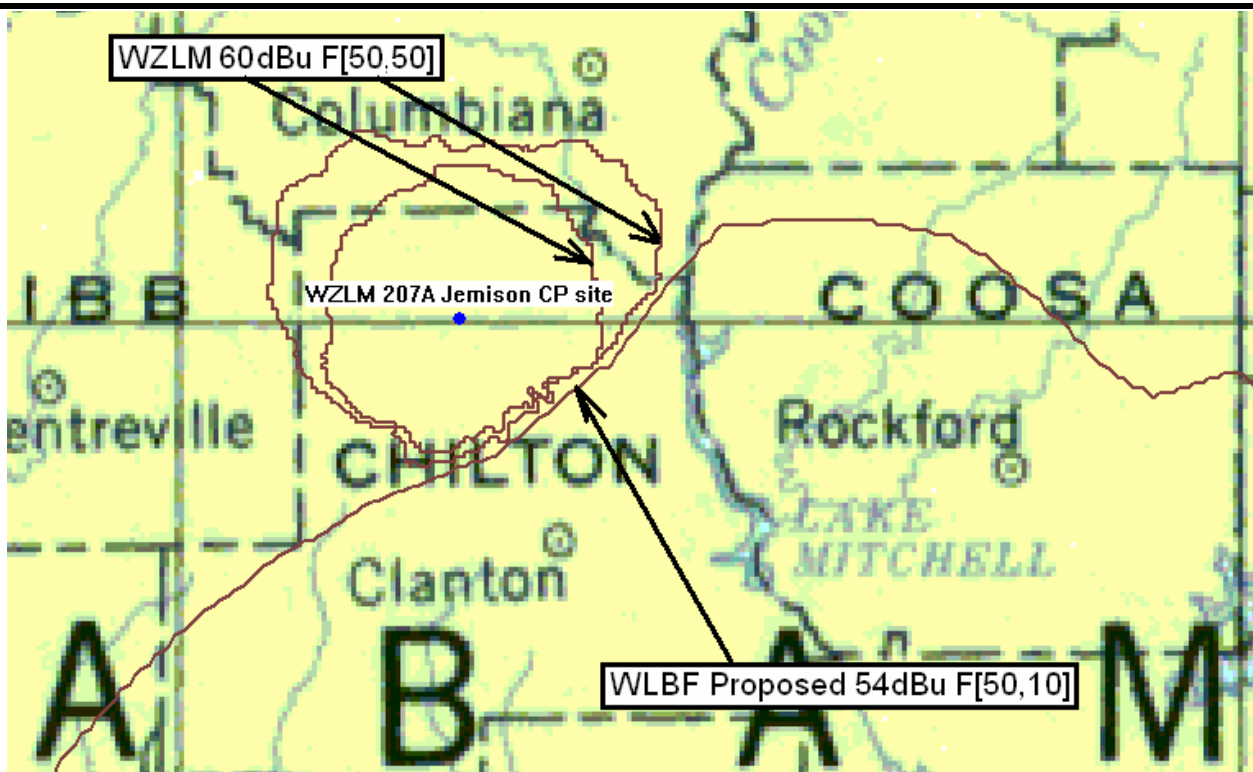 WZLM 60dBu F[50,50]
Coo
Columbiana
WZLM 207A Jemison CP site
IBB
COOSA
entreville
Rockford
CHILTON
LAKE
MITCHELL
Clanton
A
B
A
M
WLBF Proposed 54dBu F[50,10]